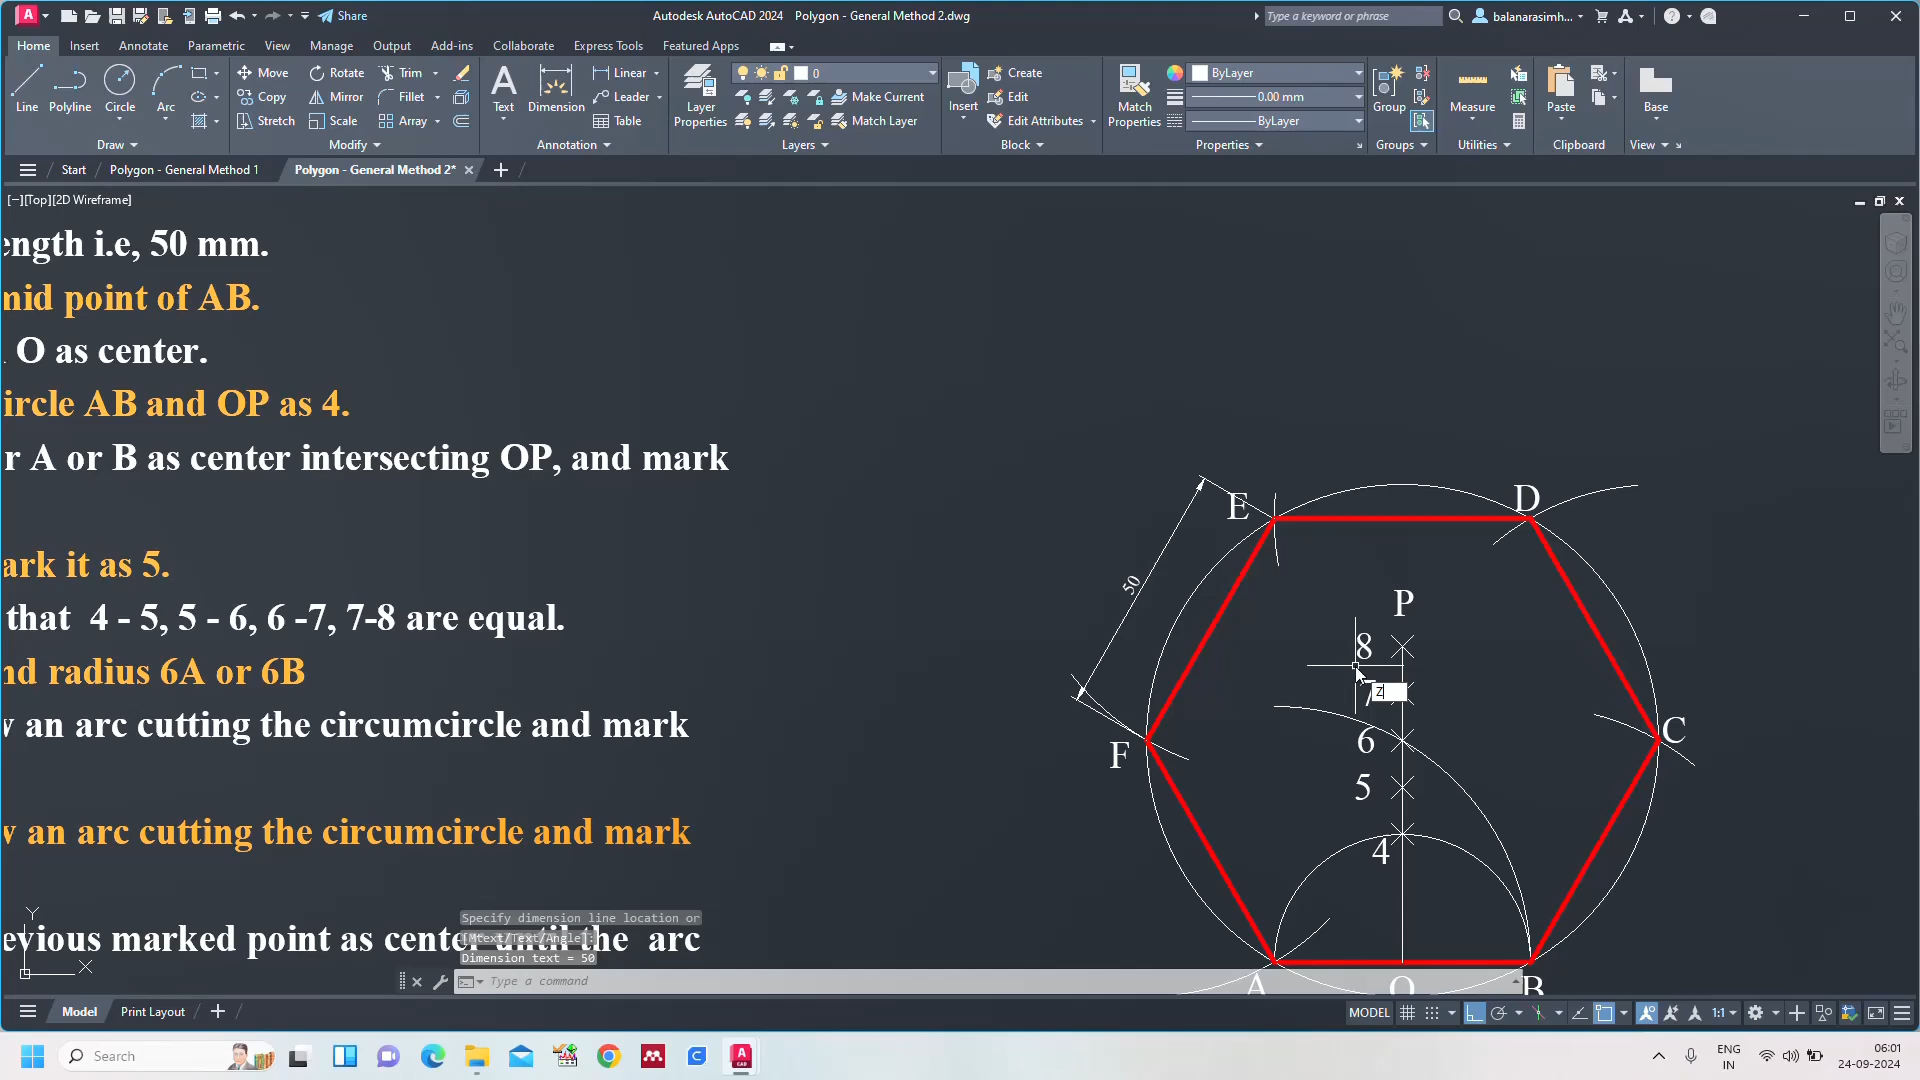 Share
Autodesk AutoCAD 2024 Polygon - General Method 2.dwg
Type a keyword or phrase
balanarasimh...
Home Insert Annotate Parametric View Manage Output Add-ins Collaborate Express Tools Featured Apps
Line Polyline Circle Arc
Move Rotate Trim
Copy Mirror Fillet
Stretch Scale Array
Text Dimension
Linear
Leader
Table
Layer Properties
0
Make Current
Match Layer
Insert
Create
Edit
Edit Attributes
Match Properties
ByLayer
0.00 mm
ByLayer
Group
Measure
Paste
Base
Draw Modify Annotation Layers Block Properties Groups Utilities Clipboard View
Start Polygon - General Method 1 Polygon - General Method 2*
[−][Top][2D Wireframe]
ength i.e, 50 mm.
mid point of AB.
O as center.
ircle AB and OP as 4.
r A or B as center intersecting OP, and mark
ark it as 5.
that 4 - 5, 5 - 6, 6 -7, 7-8 are equal.
nd radius 6A or 6B
w an arc cutting the circumcircle and mark
w an arc cutting the circumcircle and mark
evious marked point as center until the arc
E
D
50
P
8
7
Z
6
F
C
5
4
A
O
B
Y
X
Specify dimension line location or
[Mtext/Text/Angle]:
Dimension text = 50
Type a command
Model Print Layout
MODEL
1:1
Search
ENG
IN
06:01
24-09-2024